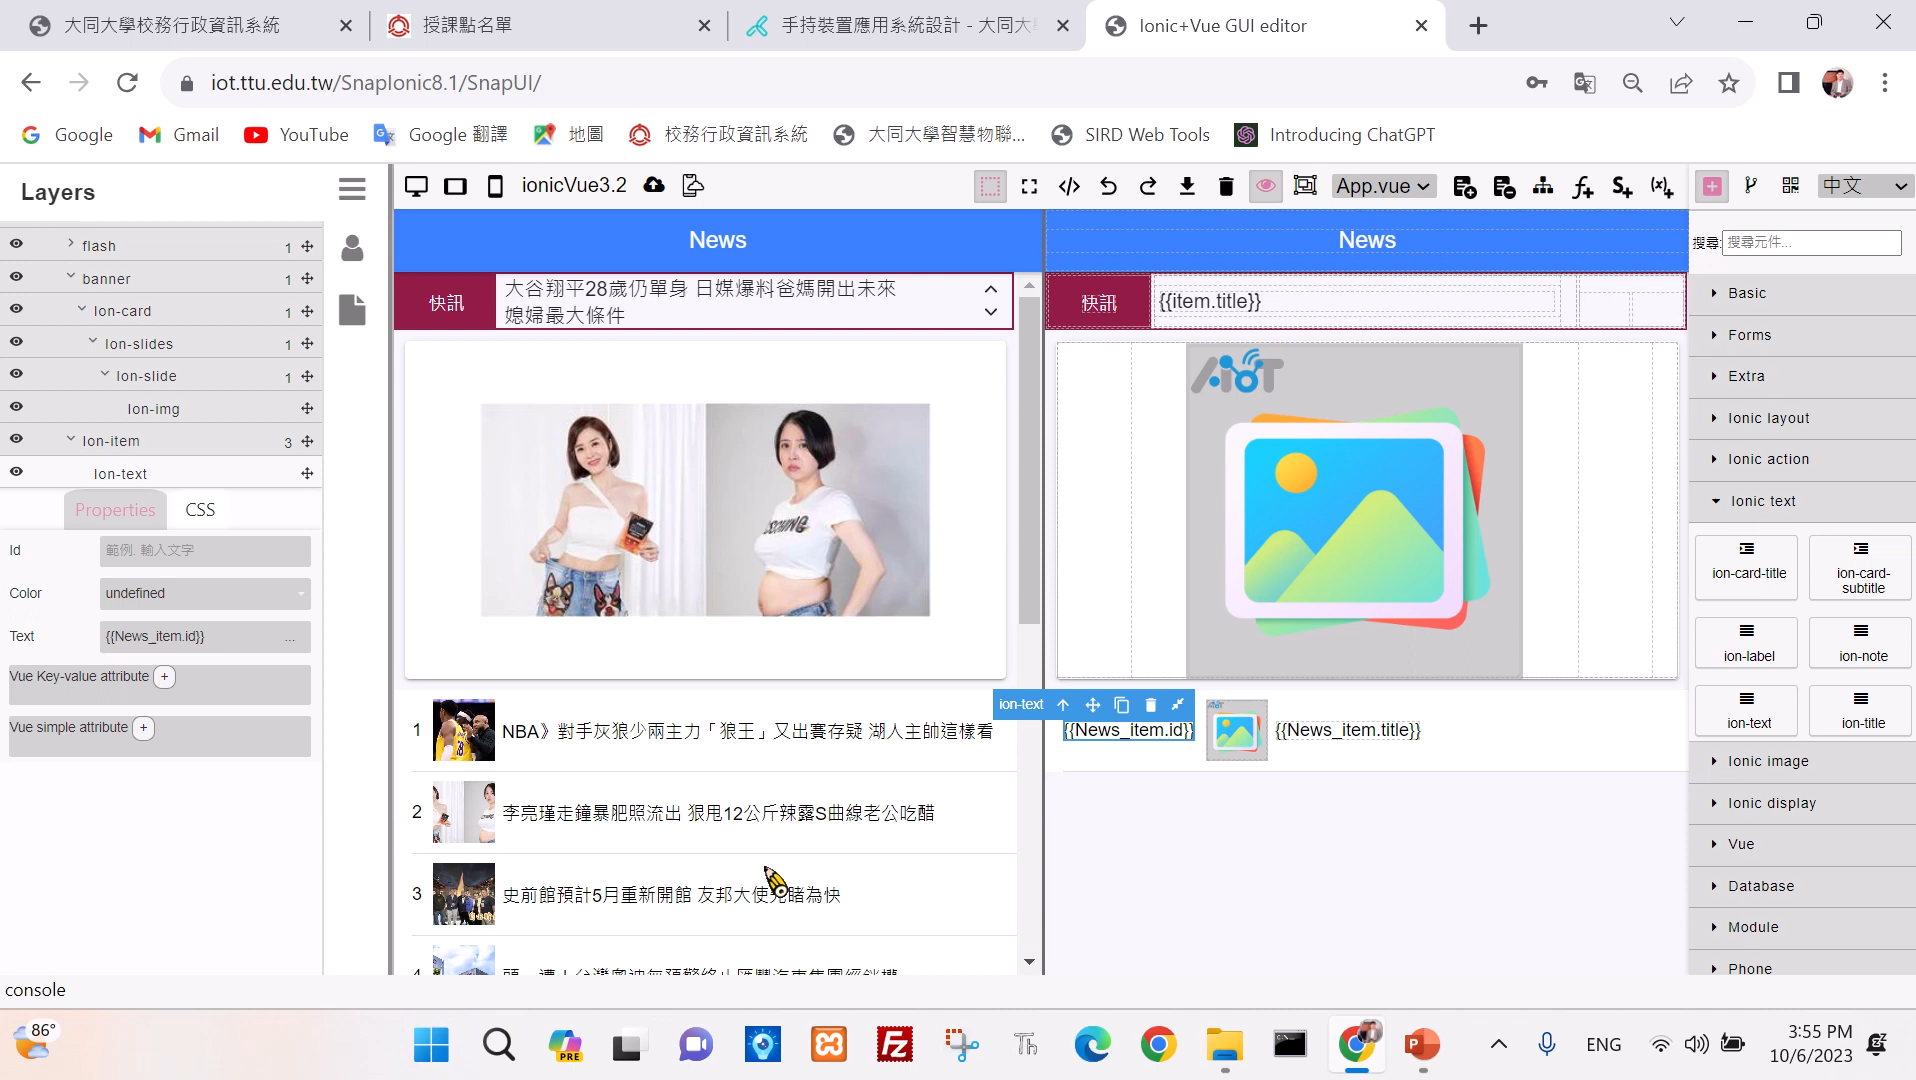 大同大學校務行政資訊系統
授課點名單
手持裝置應用系統設計 - 大同大
Ionic+Vue GUI editor
iot.ttu.edu.tw/SnapIonic8.1/SnapUI/
Google
Gmail
YouTube
Google 翻譯
地圖
校務行政資訊系統
大同大學智慧物聯...
SIRD Web Tools
Introducing ChatGPT
Layers
ionicVue3.2
App.vue
中文
flash 1
banner 1
Ion-card 1
Ion-slides 1
Ion-slide 1
Ion-img
Ion-item 3
Ion-text
Properties CSS
Id 範例. 輸入文字
Color undefined
Text {{News_item.id}} ...
Vue Key-value attribute +
Vue simple attribute +
News
快訊
大谷翔平28歲仍單身 日媒爆料爸媽開出未來
媳婦最大條件
1 NBA》對手灰狼少兩主力「狼王」又出賽存疑 湖人主帥這樣看
2 李亮瑾走鐘暴肥照流出 狠甩12公斤辣露S曲線老公吃醋
3 史前館預計5月重新開館 友邦大使先睹為快
News
快訊
{{item.title}}
AIOT
ion-text
{{News_item.id}}
{{News_item.title}}
搜尋: 搜尋元件...
Basic
Forms
Extra
Ionic layout
Ionic action
Ionic text
ion-card-title
ion-card-
subtitle
ion-label
ion-note
ion-text
ion-title
Ionic image
Ionic display
Vue
Database
Module
Phone
console
86°
PRE
ENG
3:55 PM
10/6/2023